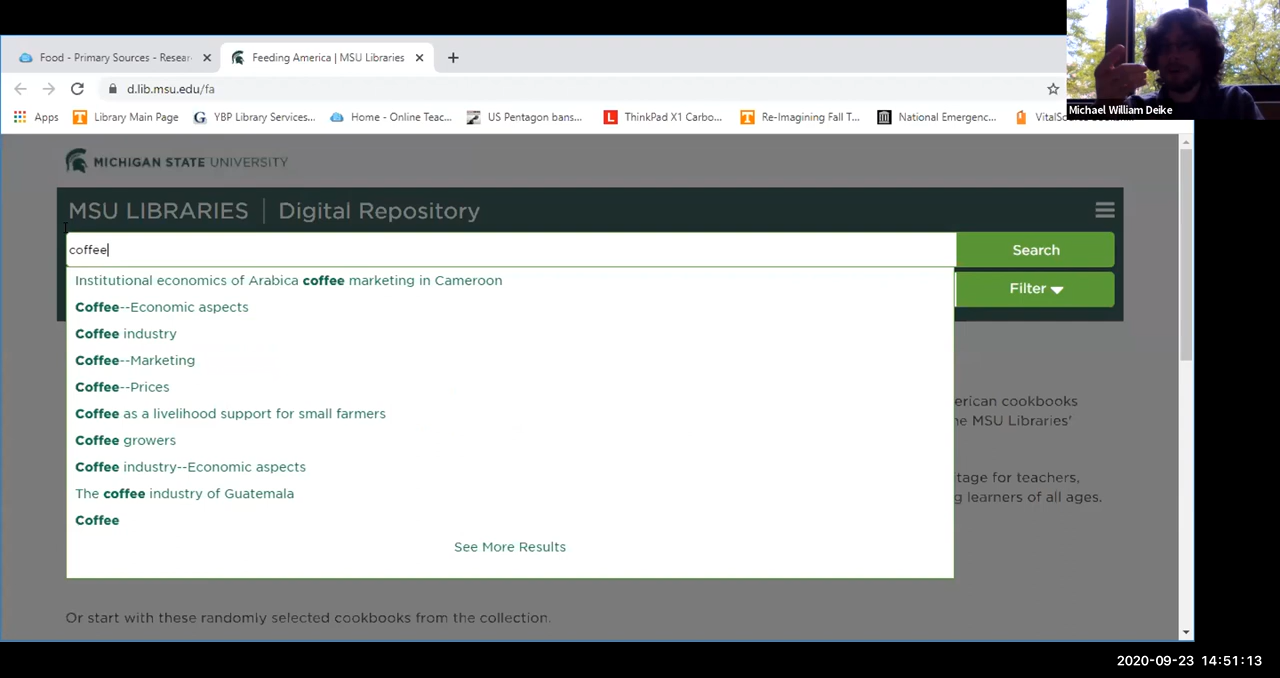 Food - Primary Sources - Resear
Feeding America | MSU Libraries
d.lib.msu.edu/fa
Michael William Deike
Apps
Library Main Page
YBP Library Services...
Home - Online Teac...
US Pentagon bans...
ThinkPad X1 Carbo...
Re-Imagining Fall T...
National Emergenc...
MICHIGAN STATE UNIVERSITY
MSU LIBRARIES | Digital Repository
coffee
Search
Institutional economics of Arabica coffee marketing in Cameroon
Filter
Coffee--Economic aspects
Coffee industry
Coffee--Marketing
Coffee--Prices
erican cookbooks
Coffee as a livelihood support for small farmers
he MSU Libraries'
Coffee growers
Coffee industry--Economic aspects
tage for teachers,
The coffee industry of Guatemala
g learners of all ages.
Coffee
See More Results
Or start with these randomly selected cookbooks from the collection.
2020-09-23 14:51:13